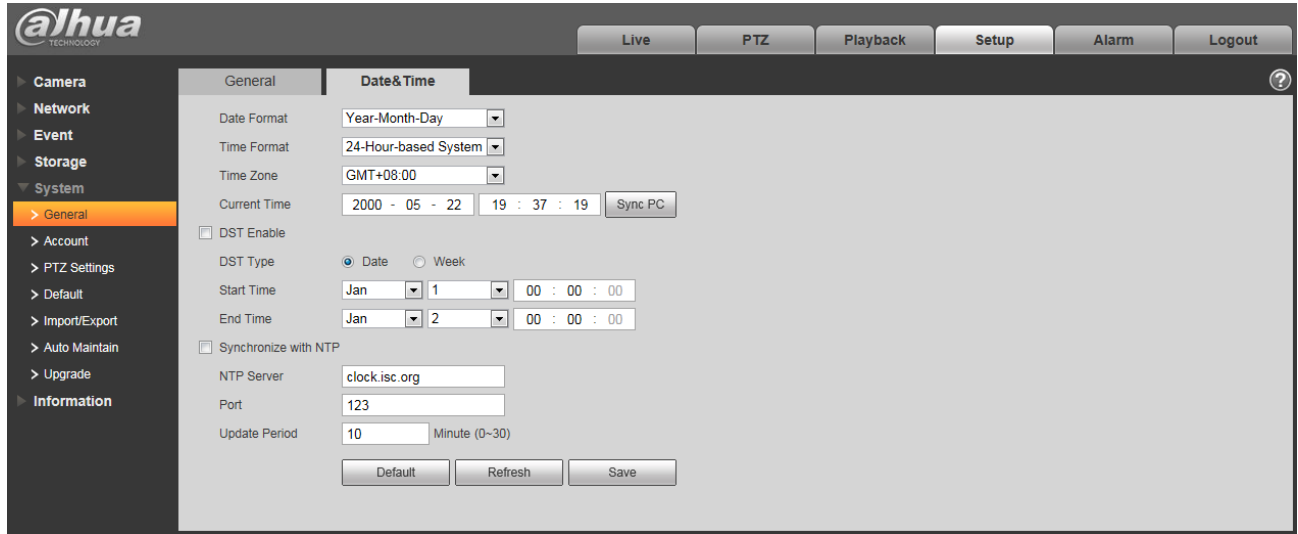 alhua
TECHNOLOGY
Live PTZ Playback Setup Alarm Logout
Camera
Network
Event
Storage
System
> General
> Account
> PTZ Settings
> Default
> Import/Export
> Auto Maintain
> Upgrade
Information
General Date&Time ?
Date Format Year-Month-Day
Time Format 24-Hour-based System
Time Zone GMT+08:00
Current Time 2000 - 05 - 22 19 : 37 : 19 Sync PC
DST Enable
DST Type Date Week
Start Time Jan 1 00 : 00 : 00
End Time Jan 2 00 : 00 : 00
Synchronize with NTP
NTP Server clock.isc.org
Port 123
Update Period 10 Minute (0~30)
Default Refresh Save